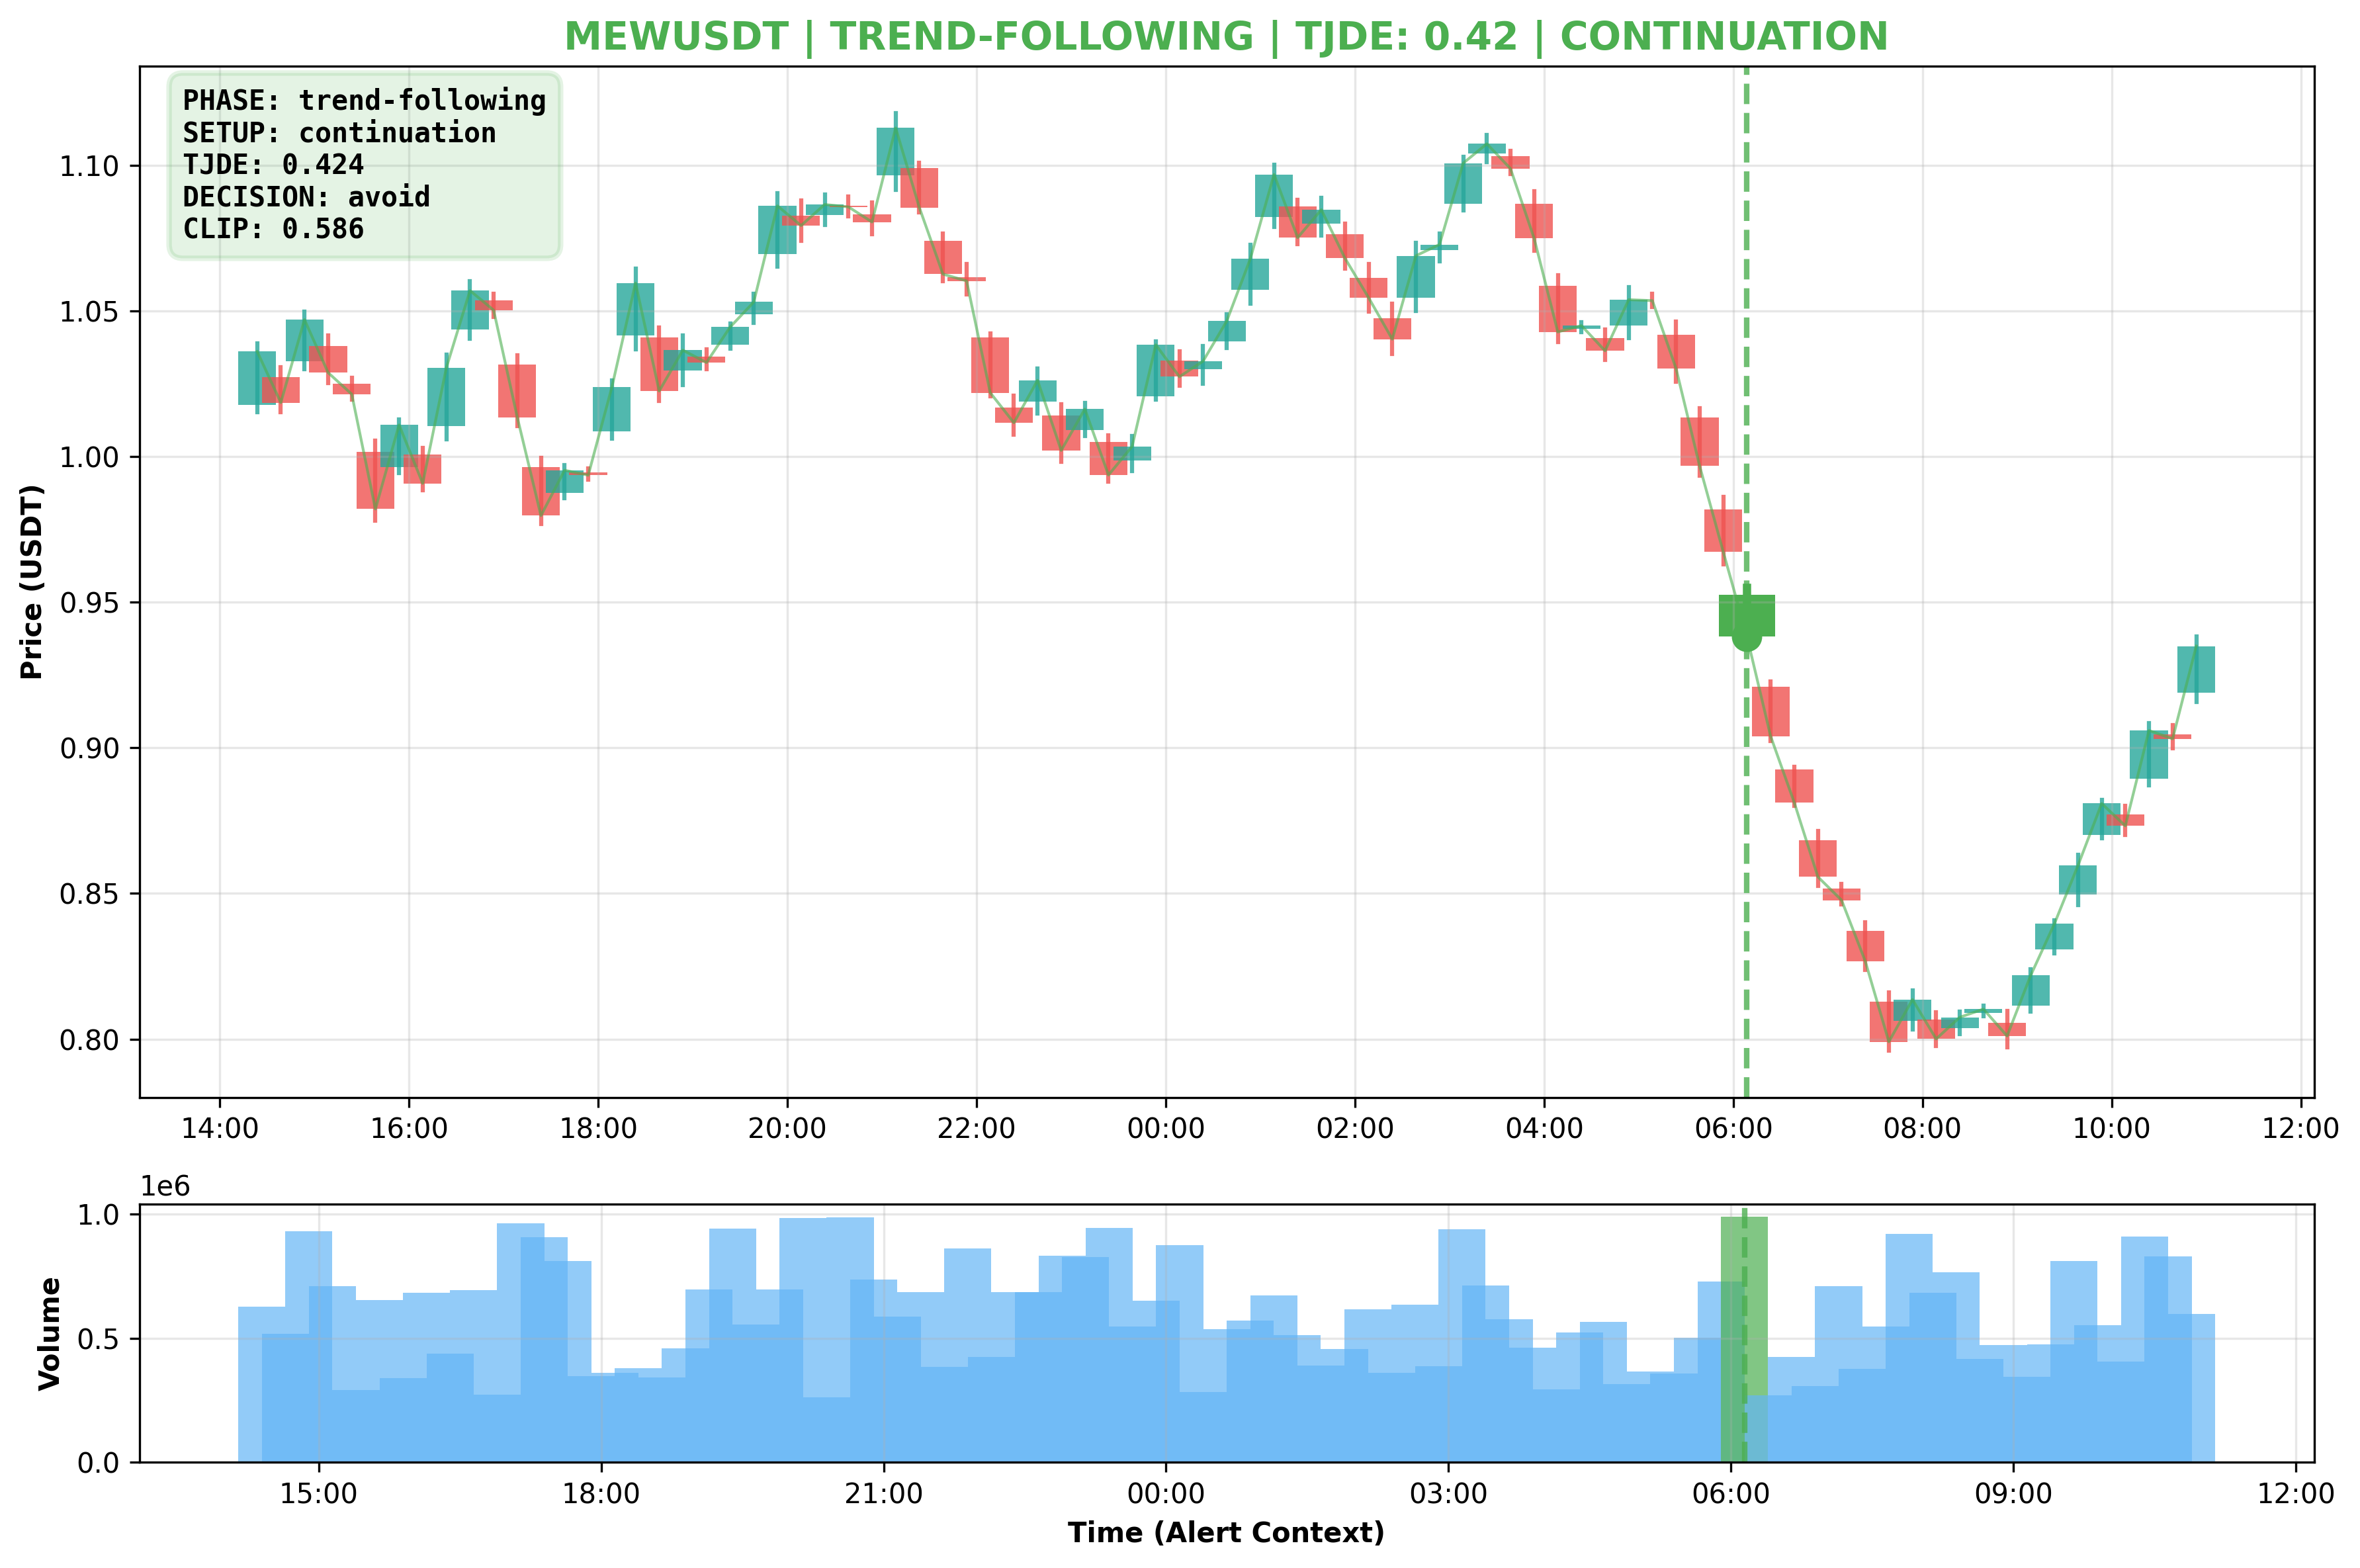 MEWUSDT | TREND-FOLLOWING | TJDE: 0.42 | CONTINUATION
PHASE: trend-following
SETUP: continuation
TJDE: 0.424
DECISION: avoid
CLIP: 0.586
Price (USDT)
1.10
1.05
1.00
0.95
0.90
0.85
0.80
14:00 16:00 18:00 20:00 22:00 00:00 02:00 04:00 06:00 08:00 10:00 12:00
1e6
Volume
1.0
0.5
0.0
15:00 18:00 21:00 00:00 03:00 06:00 09:00 12:00
Time (Alert Context)